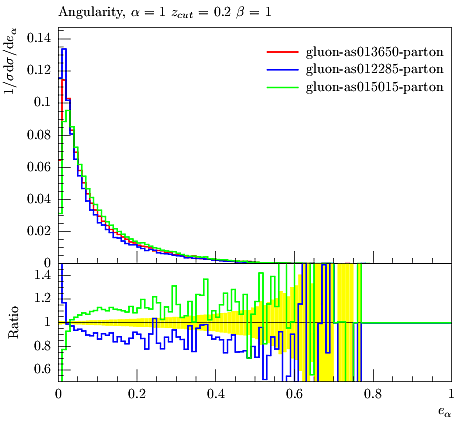 Angularity, α = 1 z_cut = 0.2 β = 1
1/σ dσ/de_α
gluon-as013650-parton
gluon-as012285-parton
gluon-as015015-parton
0.14
0.12
0.1
0.08
0.06
0.04
0.02
0
Ratio
1.4
1.2
1
0.8
0.6
0 0.2 0.4 0.6 0.8 1
e_α